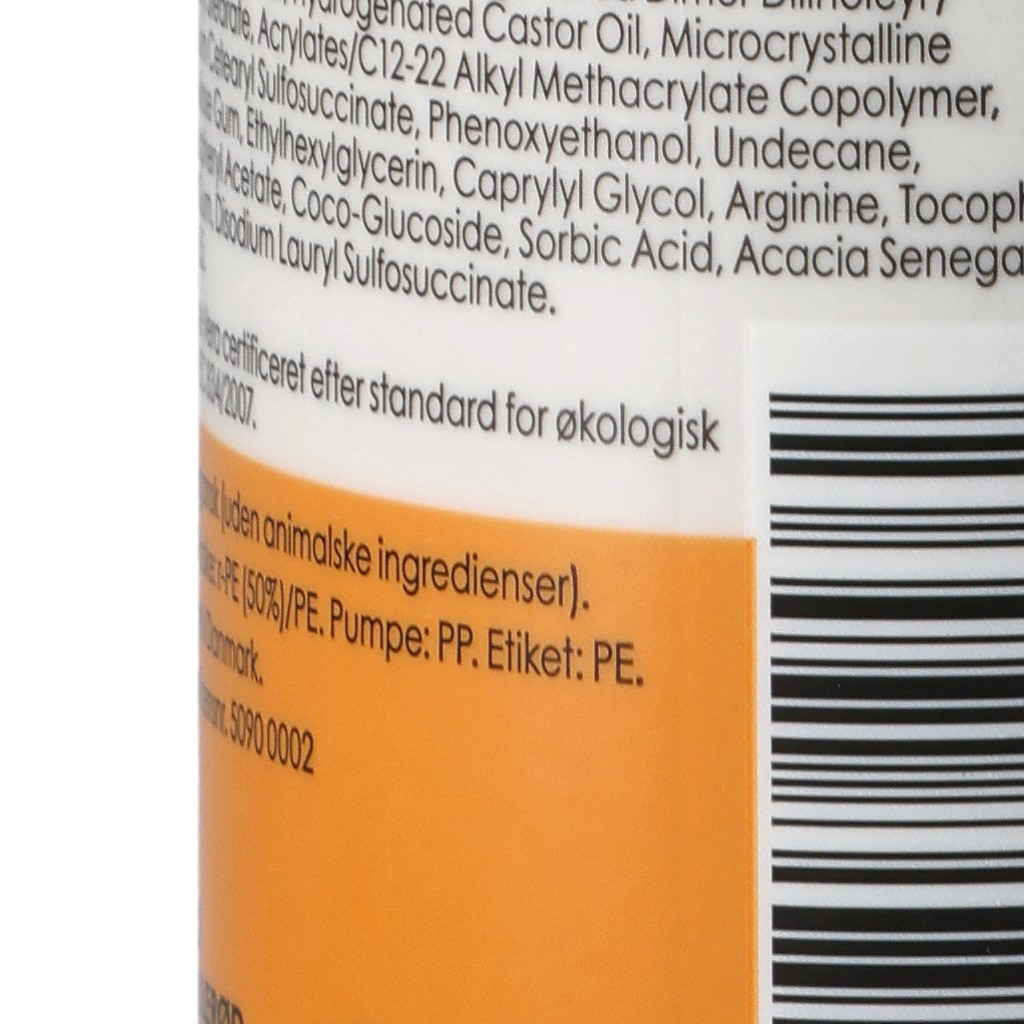 Castor Oil, Microcrystalline
Acrylates/C12-22 Alkyl Methacrylate Copolymer,
Cetearyl Sulfosuccinate, Phenoxyethanol, Undecane,
Gum, Ethylhexylglycerin, Caprylyl Glycol, Arginine,
Acetate, Coco-Glucoside, Sorbic Acid, Acacia
Disodium Lauryl Sulfosuccinate.
certificeret efter standard for økologisk
(uden animalske ingredienser).
r-PE (50%)/PE. Pumpe: PP. Etiket: PE.
Danmark.
5090 0002